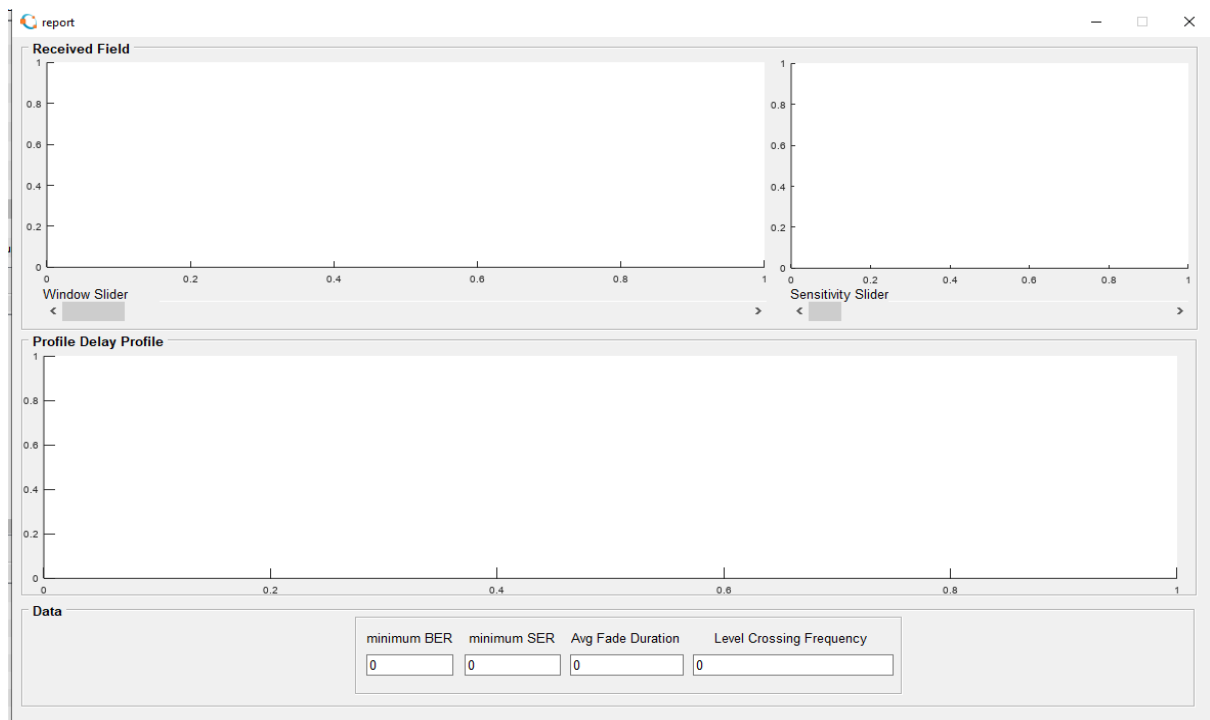 report
Received Field
1
0.8
0.6
0.4
0.2
0
0 0.2 0.4 0.6 0.8 1
Window Slider
1
0.8
0.6
0.4
0.2
0
0 0.2 0.4 0.6 0.8 1
Sensitivity Slider
Profile Delay Profile
1
0.8
0.6
0.4
0.2
0
0 0.2 0.4 0.6 0.8 1
Data
minimum BER minimum SER Avg Fade Duration Level Crossing Frequency
0 0 0 0